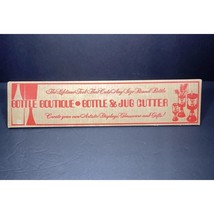 The Lifetime Tool That Cuts Any Size Round Bottle
BOTTLE BOUTIQUE • BOTTLE & JUG CUTTER
Create your own Artistic Displays, Glassware and Gifts!